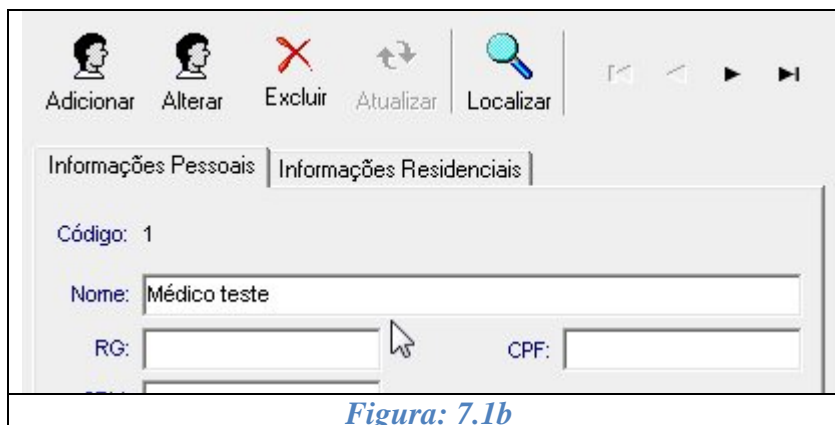 Adicionar Alterar Excluir Atualizar Localizar
Informações Pessoais Informações Residenciais
Código: 1
Nome: Médico teste
RG: CPF:
Figura: 7.1b